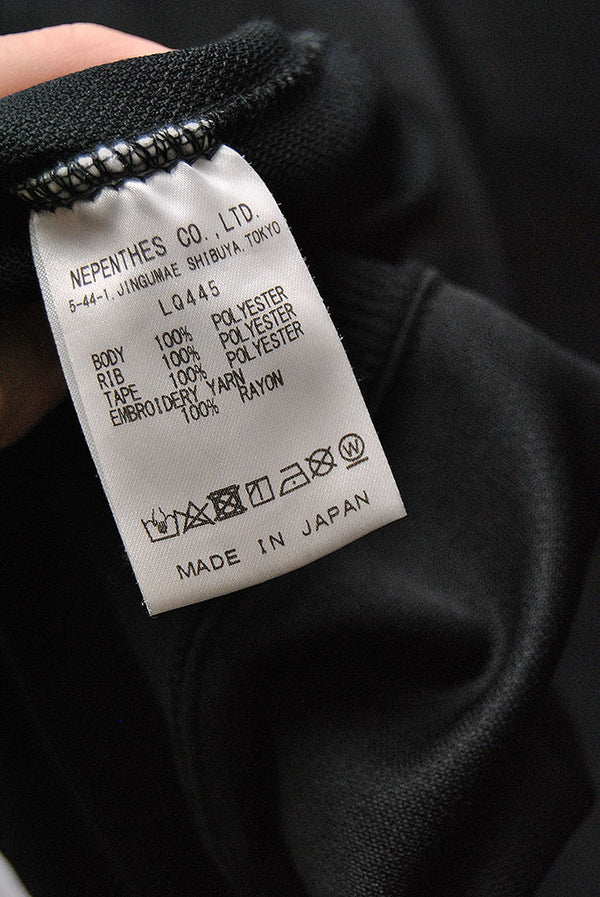 NEPENTHES CO., LTD.
5-44-1, JINGUMAE SHIBUYA, TOKYO
LQ445
BODY 100% POLYESTER
RIB 100% POLYESTER
TAPE 100% POLYESTER
EMBROIDERY YARN
100% RAYON
W
MADE IN JAPAN